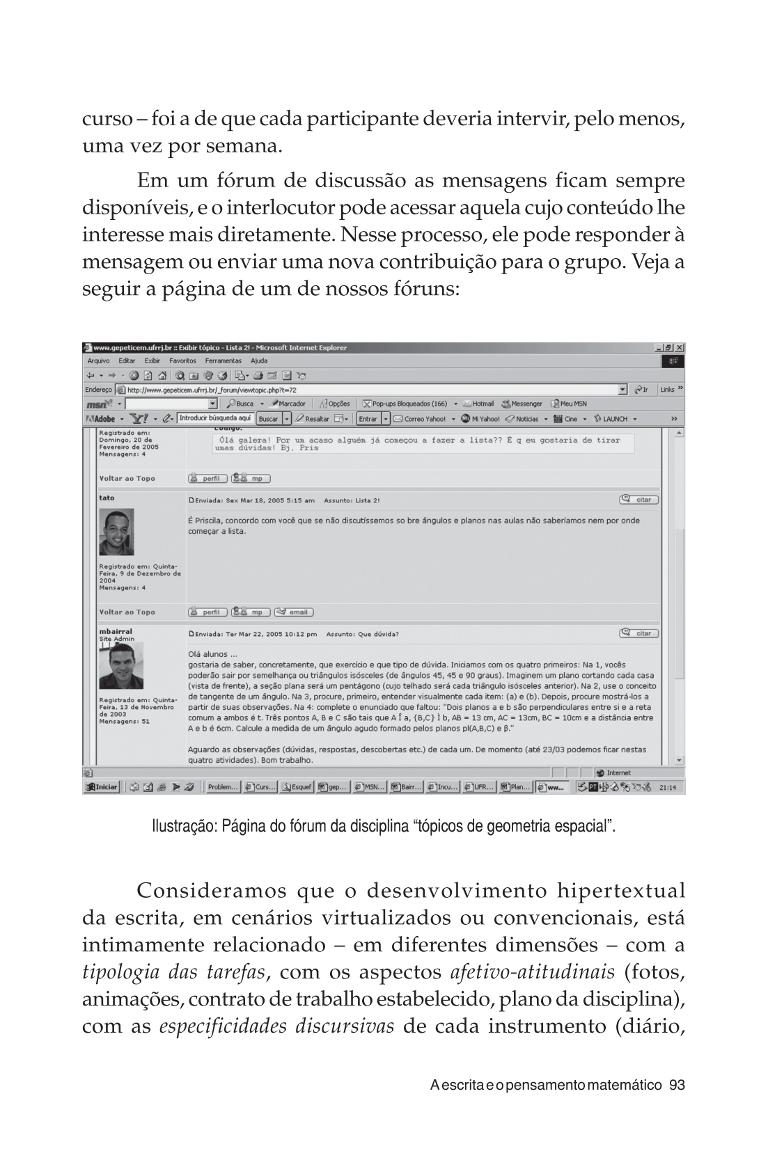 curso – foi a de que cada participante deveria intervir, pelo menos,
uma vez por semana.
Em um fórum de discussão as mensagens ficam sempre
disponíveis, e o interlocutor pode acessar aquela cujo conteúdo lhe
interesse mais diretamente. Nesse processo, ele pode responder à
mensagem ou enviar uma nova contribuição para o grupo. Veja a
seguir a página de um de nossos fóruns:
www.gepeticem.ufrrj.br :: Exibir tópico - Lista 2! - Microsoft Internet Explorer
Arquivo Editar Exibir Favoritos Ferramentas Ajuda
Endereço http://www.gepeticem.ufrrj.br/_forum/viewtopic.php?t=72 Ir Links »
msn Busca Marcador Opções Pop-ups Bloqueados (166) Hotmail Messenger Meu MSN
Adobe Y! Introducir búsqueda aquí Buscar Resaltar Entrar Correo Yahoo! Mi Yahoo! Noticias Cine LAUNCH »
Código:
Registrado em:
Domingo, 20 de
Fevereiro de 2005
Mensagens: 4
Olá galera! Por um acaso alguém já começou a fazer a lista?? É q eu gostaria de tirar
umas dúvidas! Bj, Pris
Voltar ao Topo perfil mp
tato Enviada: Sex Mar 18, 2005 5:15 am Assunto: Lista 2! citar
É Priscila, concordo com você que se não discutíssemos so bre ângulos e planos nas aulas não saberíamos nem por onde
começar a lista.
Registrado em: Quinta-
Feira, 9 de Dezembro de
2004
Mensagens: 4
Voltar ao Topo perfil mp email
mbairral Enviada: Ter Mar 22, 2005 10:12 pm Assunto: Que dúvida? citar
Site Admin
Olá alunos ...
gostaria de saber, concretamente, que exercício e que tipo de dúvida. Iniciamos com os quatro primeiros: Na 1, vocês
poderão sair por semelhança ou triângulos isósceles (de ângulos 45, 45 e 90 graus). Imaginem um plano cortando cada casa
(vista de frente), a seção plana será um pentágono (cujo telhado será cada triângulo isósceles anterior). Na 2, use o conceito
de tangente de um ângulo. Na 3, procure, primeiro, entender visualmente cada item: (a) e (b). Depois, procure mostrá-los a
partir de suas observações. Na 4: complete o enunciado que faltou: "Dois planos a e b são perpendiculares entre si e a reta
comum a ambos é t. Três pontos A, B e C são tais que A Î a, {B,C} Î b, AB = 13 cm, AC = 13cm, BC = 10cm e a distância entre
A e b é 6cm. Calcule a medida de um ângulo agudo formado pelos planos pl(A,B,C) e β."
Registrado em: Quinta-
Feira, 13 de Novembro
de 2003
Mensagens: 51
Aguardo as observações (dúvidas, respostas, descobertas etc.) de cada um. De momento (até 23/03 podemos ficar nestas
quatro atividades). Bom trabalho.
Internet
Iniciar Problem... Curs... Esquef gep... MSN... Bairr... Incu... UFR... Plan... ww... 21:14
Ilustração: Página do fórum da disciplina “tópicos de geometria espacial”.
Consideramos que o desenvolvimento hipertextual
da escrita, em cenários virtualizados ou convencionais, está
intimamente relacionado – em diferentes dimensões – com a
tipologia das tarefas, com os aspectos afetivo-atitudinais (fotos,
animações, contrato de trabalho estabelecido, plano da disciplina),
com as especificidades discursivas de cada instrumento (diário,
A escrita e o pensamento matemático 93